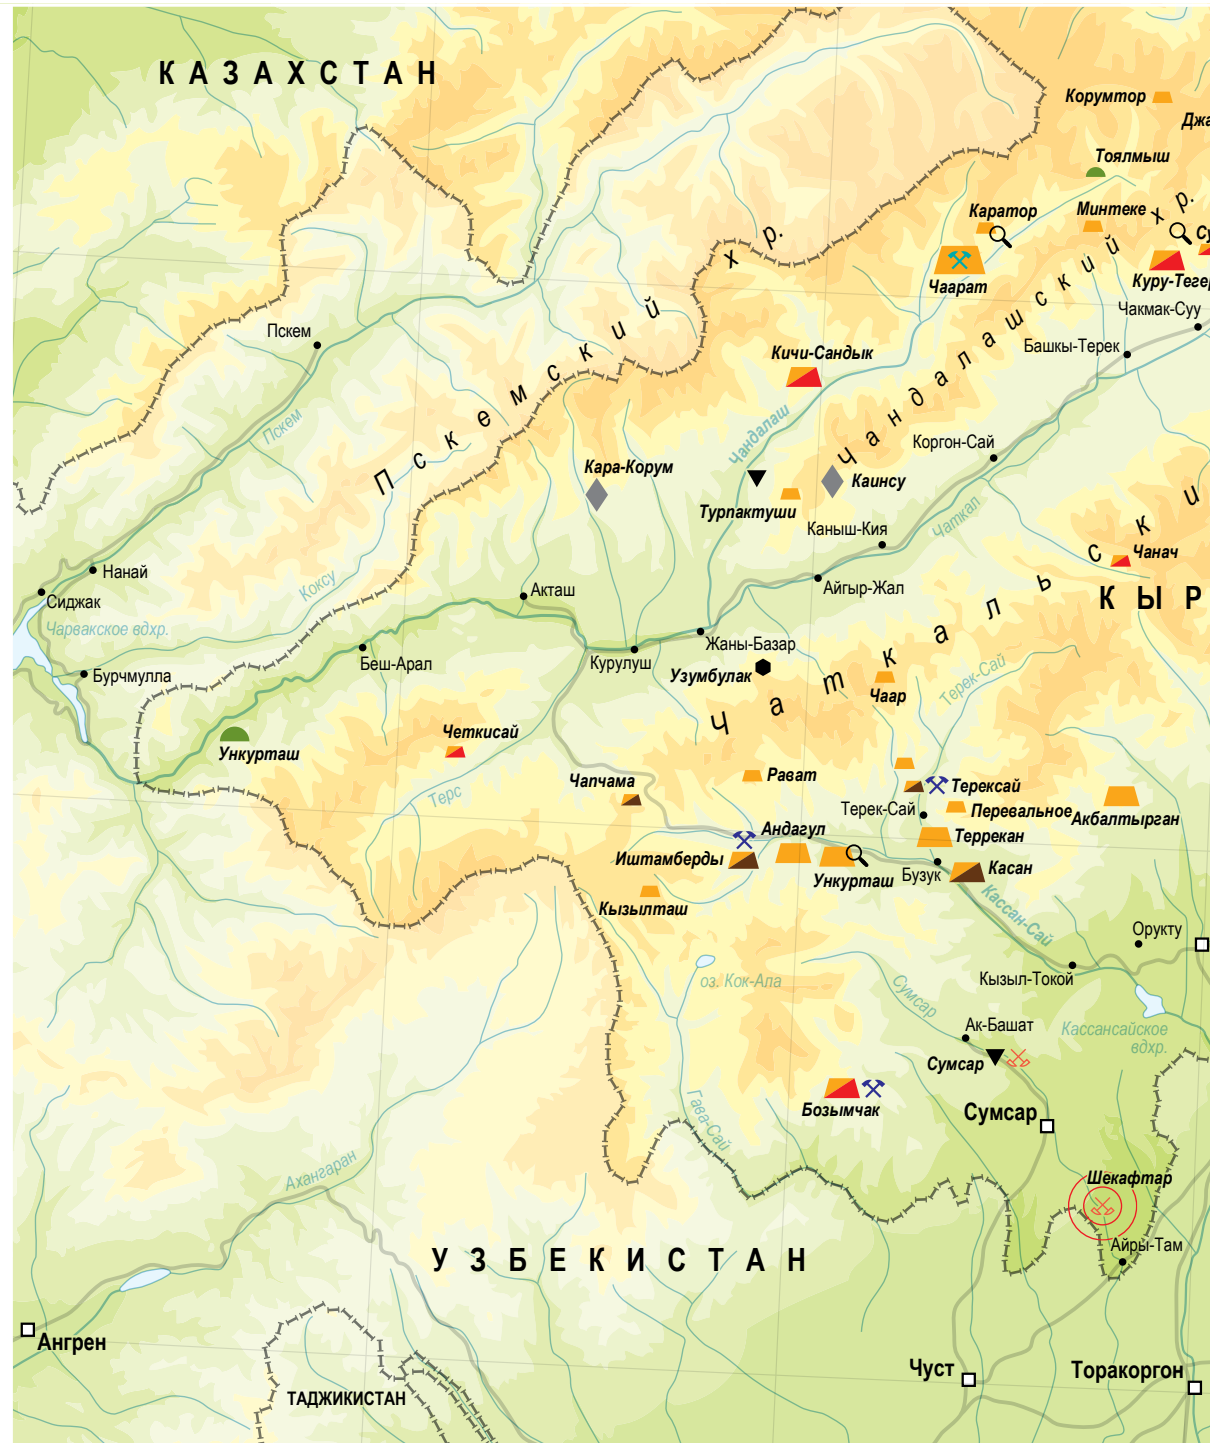 КАЗАХСТАН
Корумтор
Джа
Тоялмыш
Каратор
Минтеке
хр.
Су
Чаарат
Куру-Тегер
Чакмак-Суу
Пскем
Башкы-Терек
Пскемский хр.
Кичи-Сандык
Чандалашский
Пскем
Чандалаш
Коргон-Сай
Кара-Корум
Каинсу
Турпактуши
Чаткал
Каныш-Кия
Чанач
Нанай
Коксу
Акташ
Айгыр-Жал
Сиджак
КЫР
Чарвакское вдхр.
Жаны-Базар
Беш-Арал
Курулуш
Бурчмулла
Узумбулак
Чаткальски
Чаар
Терек-Сай
Ункурташ
Четкисай
Чапчама
Рават
Терс
Терексай
Терек-Сай
Перевальное
Акбалтырган
Андагул
Террекан
Иштамберды
Ункурташ
Бузук
Касан
Кызылташ
Кассан-Сай
Орукту
оз. Кок-Ала
Сумсар
Кызыл-Токой
Ак-Башат
Кассансайское
вдхр.
Сумсар
Бозымчак
Сумсар
Гава-Сай
Ахангаран
Шекафтар
УЗБЕКИСТАН
Айры-Там
Ангрен
Чуст
Торакоргон
ТАДЖИКИСТАН